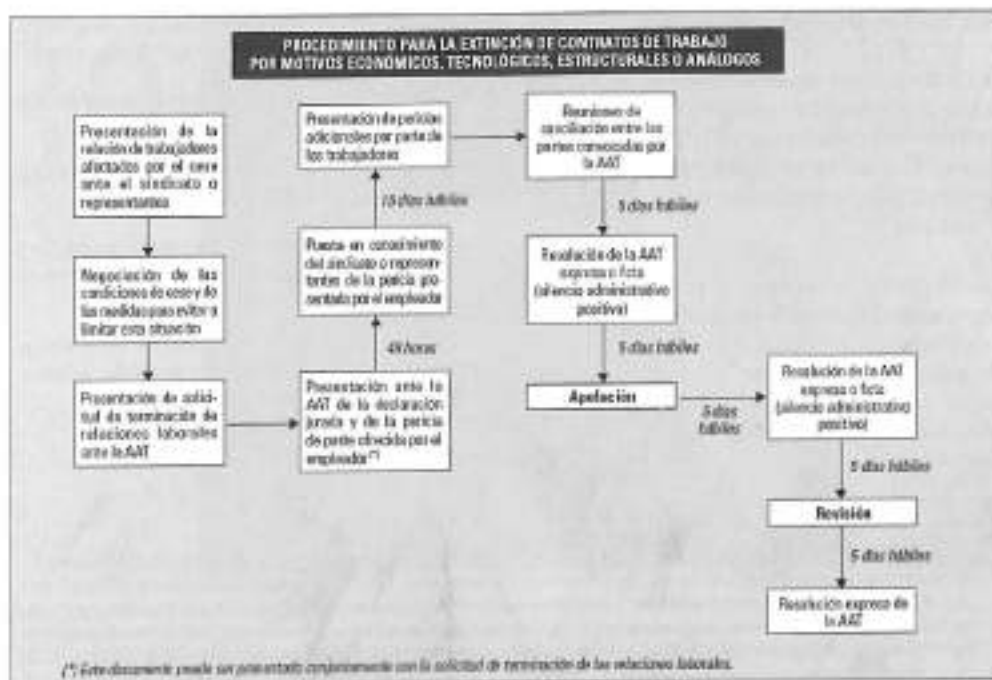 PROCEDIMIENTO PARA LA EXTINCIÓN DE CONTRATOS DE TRABAJO
POR MOTIVOS ECONÓMICOS, TECNOLÓGICOS, ESTRUCTURALES O ANÁLOGOS
Presentación de la
relación de trabajadores
afectados por el cese
ante el sindicato o
representantes
Negociación de las
condiciones de cese y de
las medidas para evitar o
limitar esta situación
Presentación de solici-
tud de terminación de
relaciones laborales
ante la AAT
Presentación ante la
AAT de la declaración
jurada y de la pericia
de parte ofrecida por el
empleador(*)
48 horas
Puesta en conocimiento
del sindicato o represen-
tantes de la pericia pre-
sentada por el empleador
15 días hábiles
Presentación de pericias
adicionales por parte de
los trabajadores
Reuniones de
conciliación entre las
partes convocadas por
la AAT
5 días hábiles
Resolución de la AAT
expresa o ficta
(silencio administrativo
positivo)
5 días hábiles
Apelación
5 días
hábiles
Resolución de la AAT
expresa o ficta
(silencio administrativo
positivo)
5 días hábiles
Revisión
5 días hábiles
Resolución expresa de
la AAT
(*) Este documento puede ser presentado conjuntamente con la solicitud de terminación de las relaciones laborales.